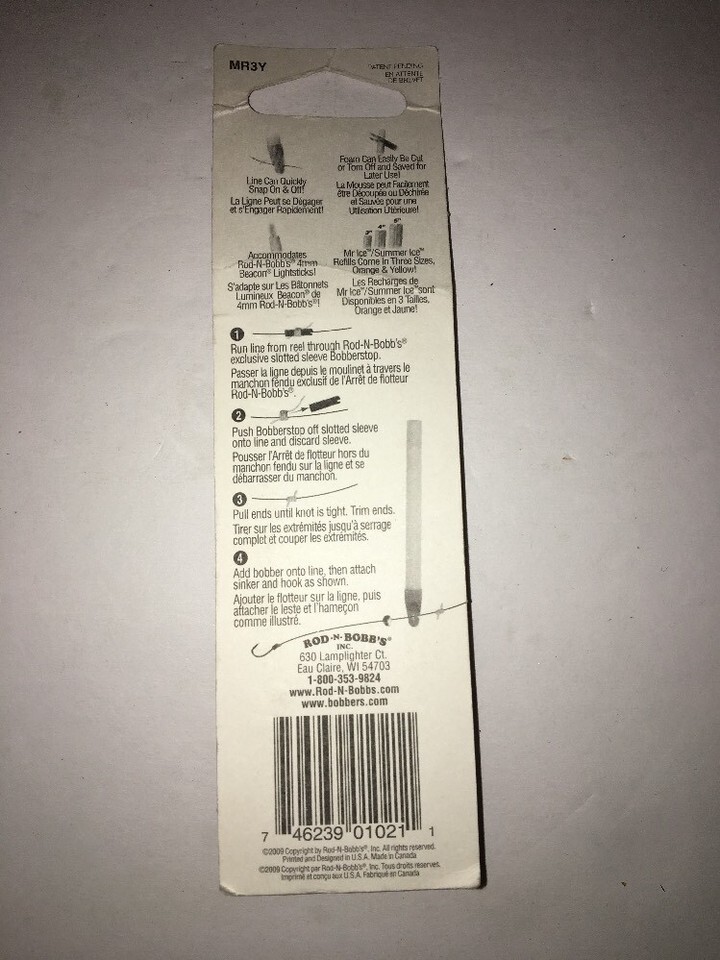 MR3Y
PATENT PENDING
EN ATTENTE
DE BREVET
Line Can Quickly
Snap On & Off!
La Ligne Peut se Dégager
et s'Engager Rapidement!
Foam Can Easily Be Cut
or Torn Off and Saved for
Later Use!
La Mousse peut Facilement
être Découpée ou Déchirée
et Sauvée pour une
Utilisation Ultérieure!
Accommodates
Rod-N-Bobb's® 4mm
Beacon® Lightsticks!
S'adapte sur Les Bâtonnets
Lumineux Beacon® de
4mm Rod-N-Bobb's®!
3" 4" 5"
Mr Ice™/Summer Ice™
Refills Come in Three Sizes,
Orange & Yellow!
Les Recharges de
Mr Ice™/Summer Ice™sont
Disponibles en 3 Tailles,
Orange et Jaune!
1
Run line from reel through Rod-N-Bobb's®
exclusive slotted sleeve Bobberstop.
Passer la ligne depuis le moulinet à travers le
manchon fendu exclusif de l'Arrêt de flotteur
Rod-N-Bobb's®.
2
Push Bobberstop off slotted sleeve
onto line and discard sleeve.
Pousser l'Arrêt de flotteur hors du
manchon fendu sur la ligne et se
débarrasser du manchon.
3
Pull ends until knot is tight. Trim ends.
Tirer sur les extrémités jusqu'à serrage
complet et couper les extrémités.
4
Add bobber onto line, then attach
sinker and hook as shown.
Ajouter le flotteur sur la ligne, puis
attacher le leste et l'hameçon
comme illustré.
ROD-N-BOBB'S®
INC.
630 Lamplighter Ct.
Eau Claire, WI 54703
1-800-353-9824
www.Rod-N-Bobbs.com
www.bobbers.com
7 46239 01021 1
©2009 Copyright by Rod-N-Bobb's®, Inc. All rights reserved.
Printed and Designed in U.S.A. Made in Canada
©2009 Copyright par Rod-N-Bobb's®, Inc. Tous droits reserves.
Imprimé et conçu aux U.S.A. Fabriqué en Canada